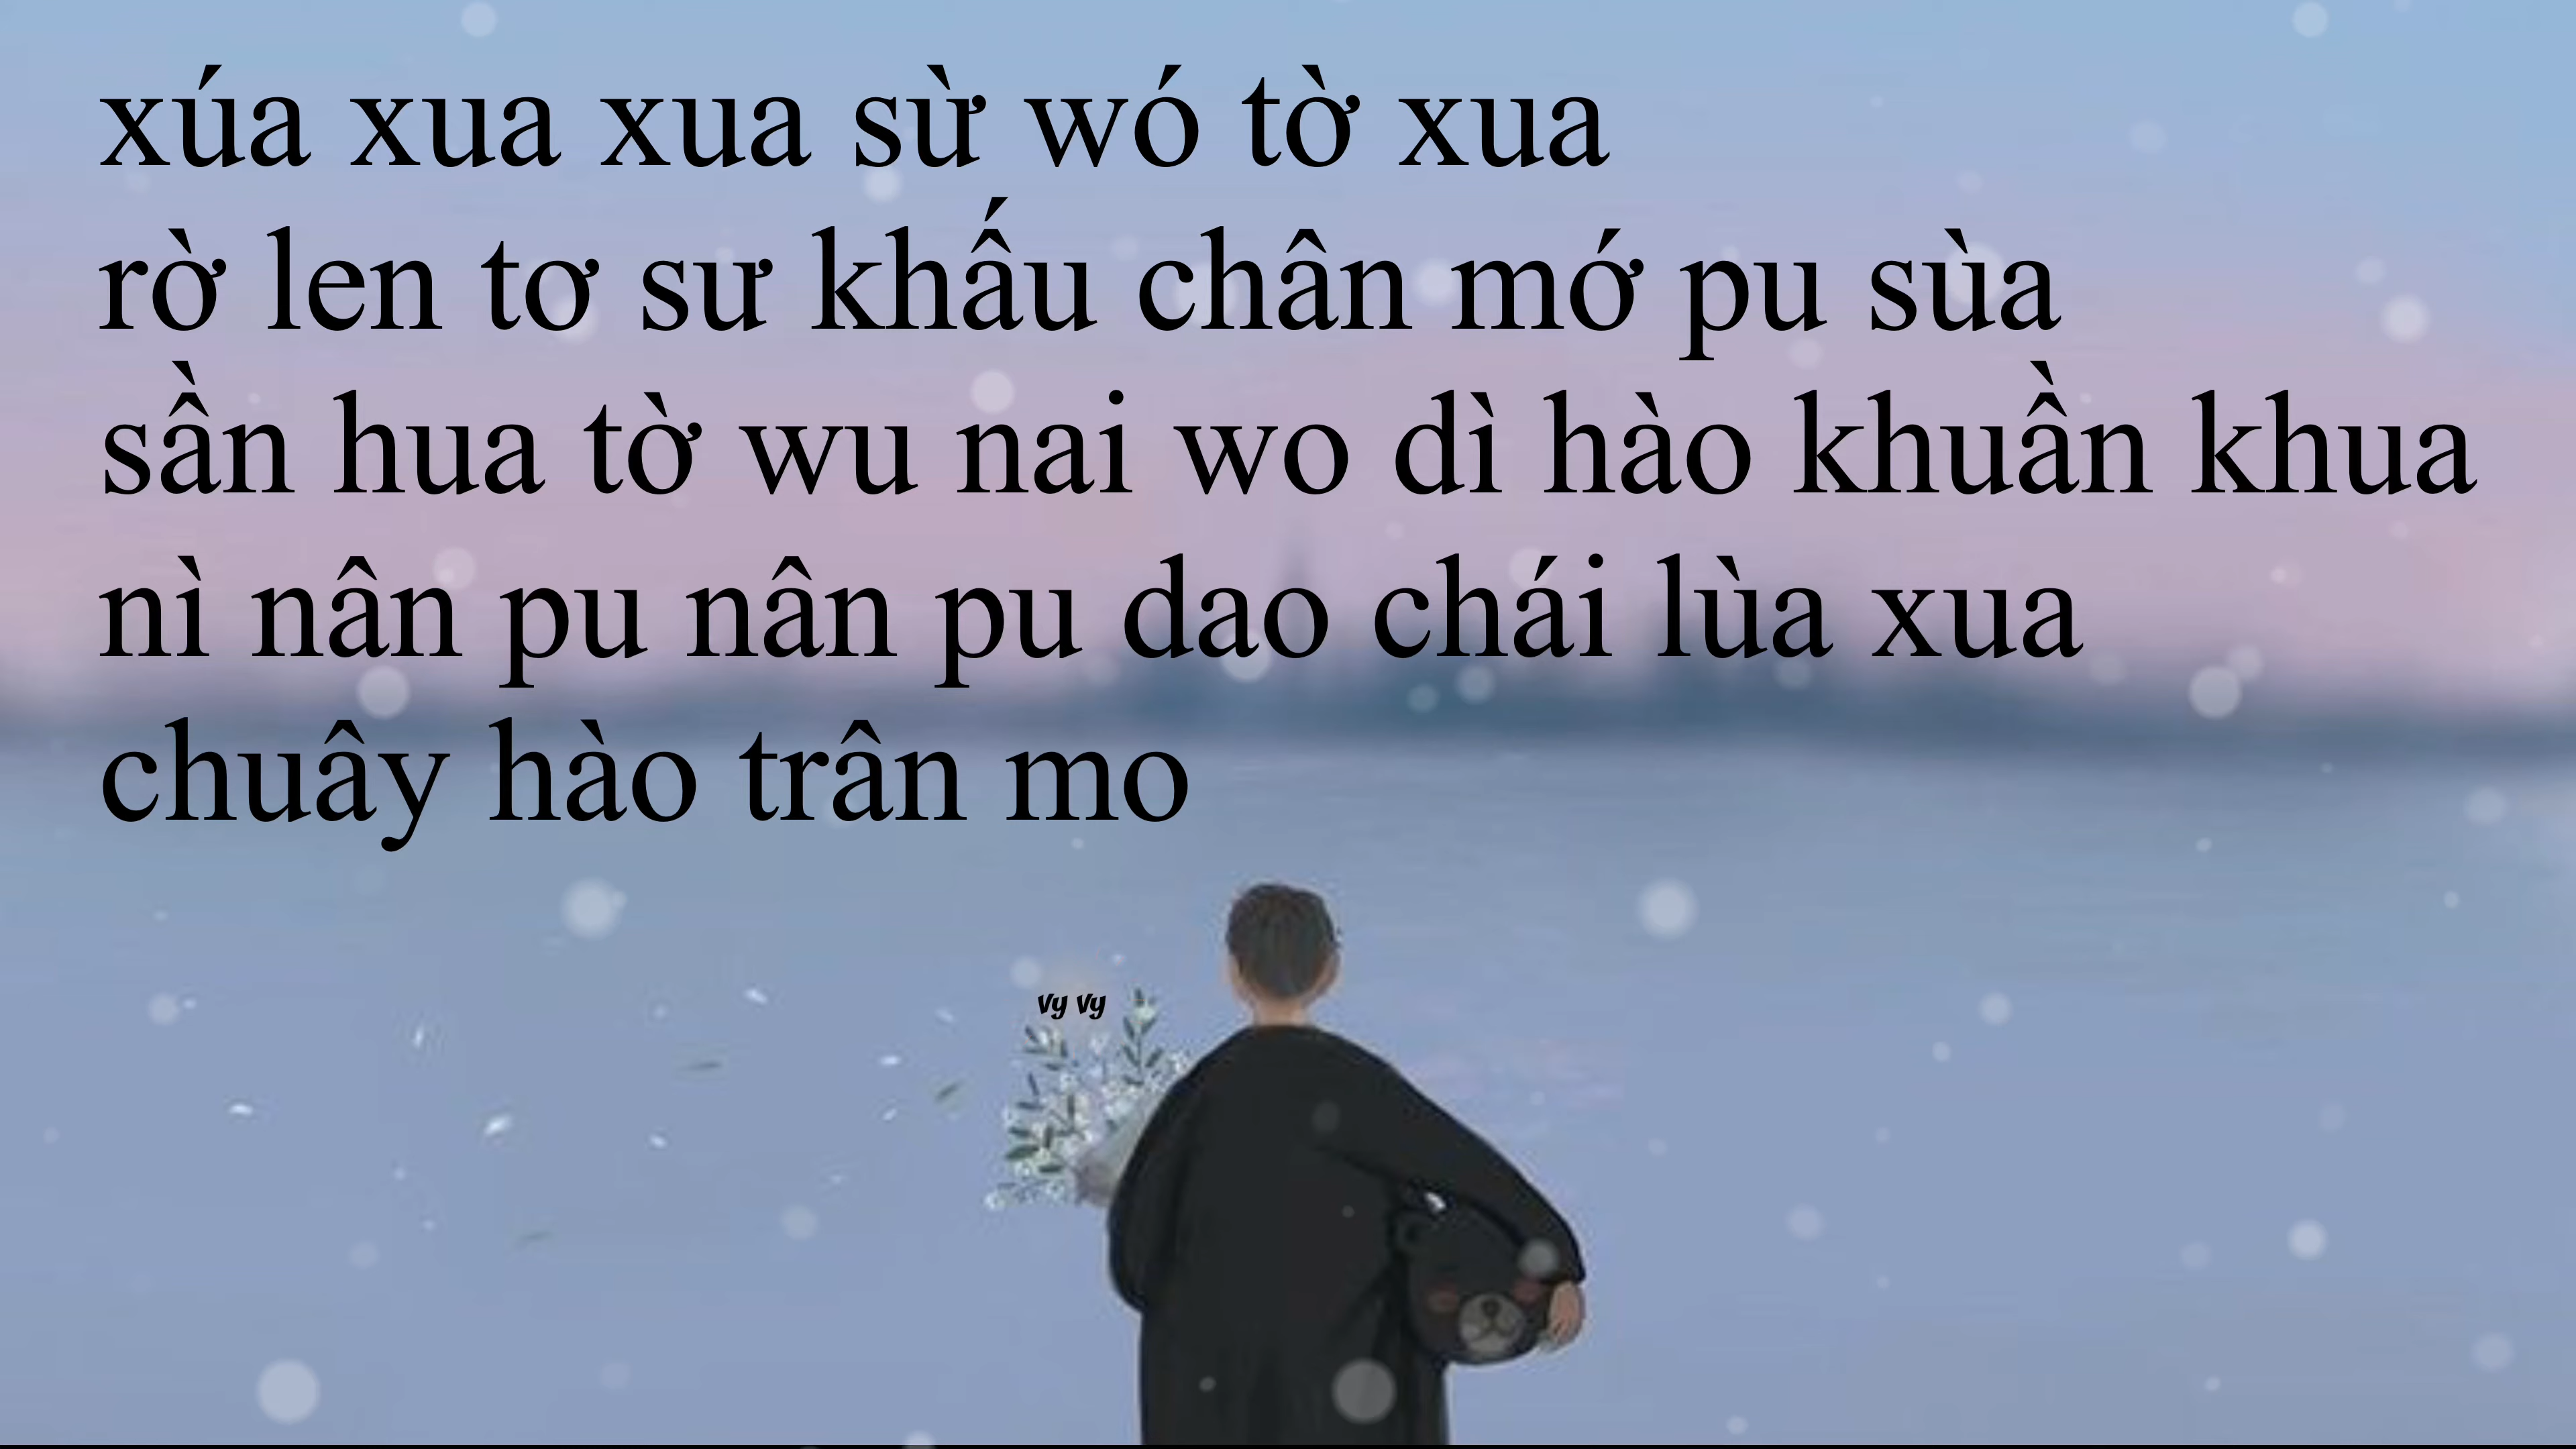 xúa xua xua sừ wó tờ xua
rờ len tơ sư khấu chân mớ pu sùa
sần hua tờ wu nai wo dì hào khuần khua
nì nân pu nân pu dao chái lùa xua
chuây hào trân mo
Vy Vy